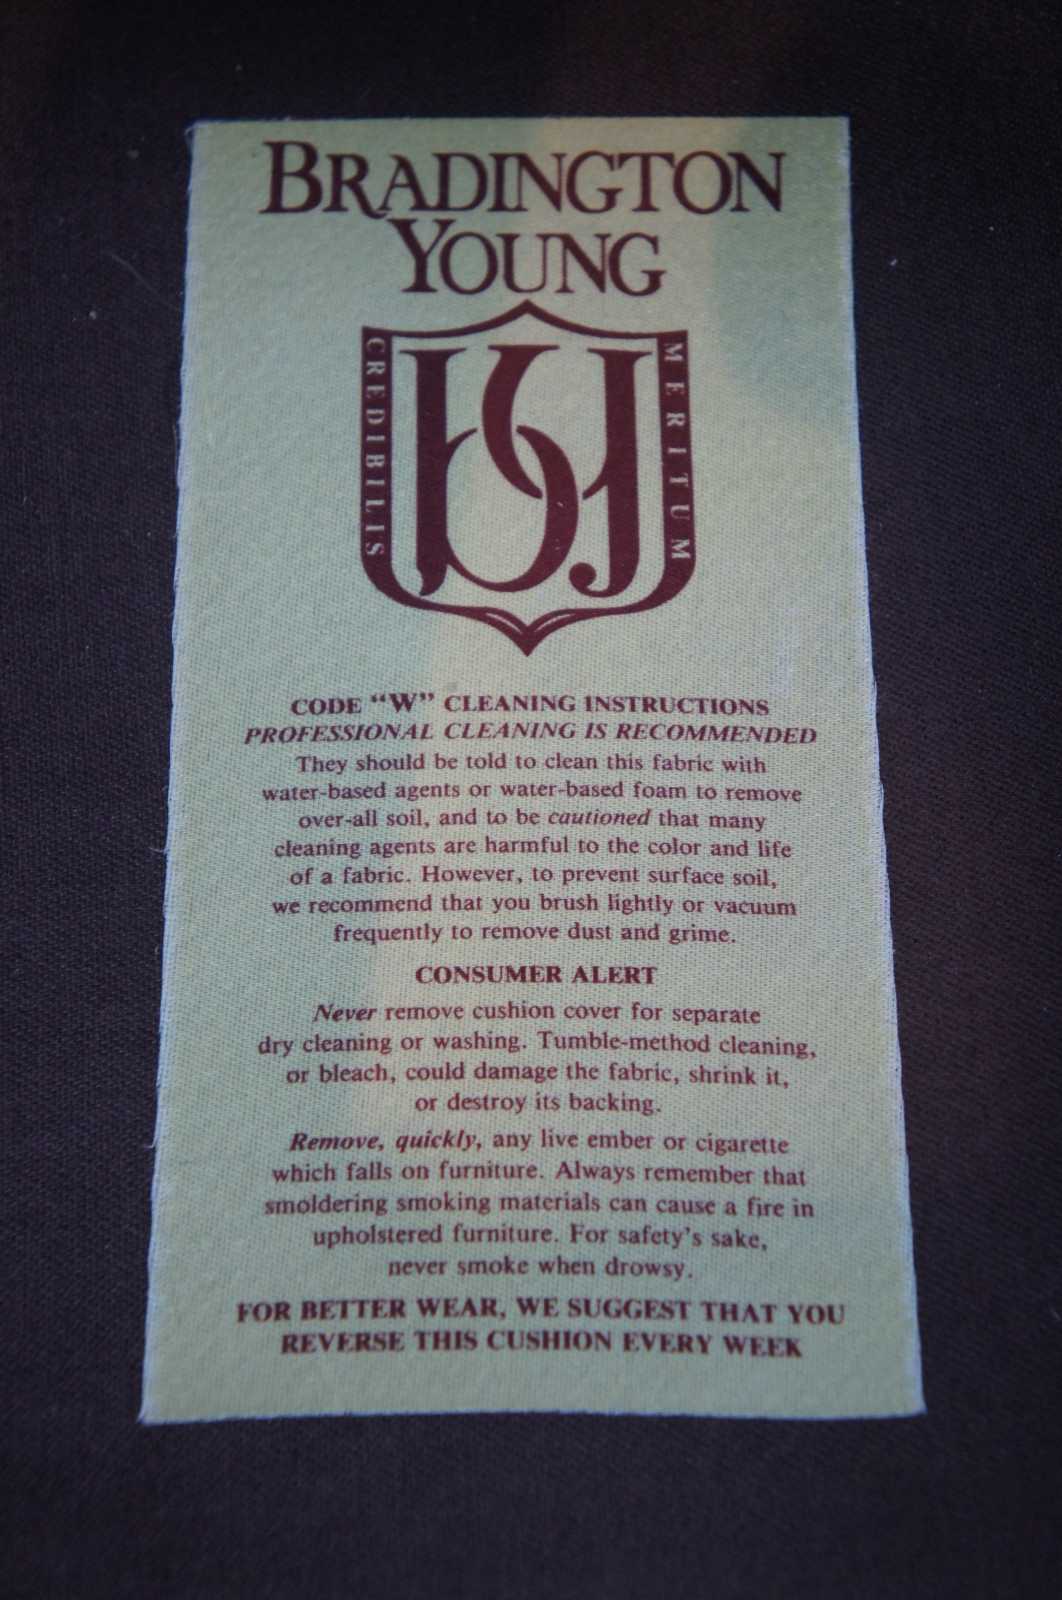 BRADINGTON
YOUNG
CREDIBILIS
MERITUM
CODE “W” CLEANING INSTRUCTIONS
PROFESSIONAL CLEANING IS RECOMMENDED
They should be told to clean this fabric with
water-based agents or water-based foam to remove
over-all soil, and to be cautioned that many
cleaning agents are harmful to the color and life
of a fabric. However, to prevent surface soil,
we recommend that you brush lightly or vacuum
frequently to remove dust and grime.
CONSUMER ALERT
Never remove cushion cover for separate
dry cleaning or washing. Tumble-method cleaning,
or bleach, could damage the fabric, shrink it,
or destroy its backing.
Remove, quickly, any live ember or cigarette
which falls on furniture. Always remember that
smoldering smoking materials can cause a fire in
upholstered furniture. For safety's sake,
never smoke when drowsy.
FOR BETTER WEAR, WE SUGGEST THAT YOU
REVERSE THIS CUSHION EVERY WEEK